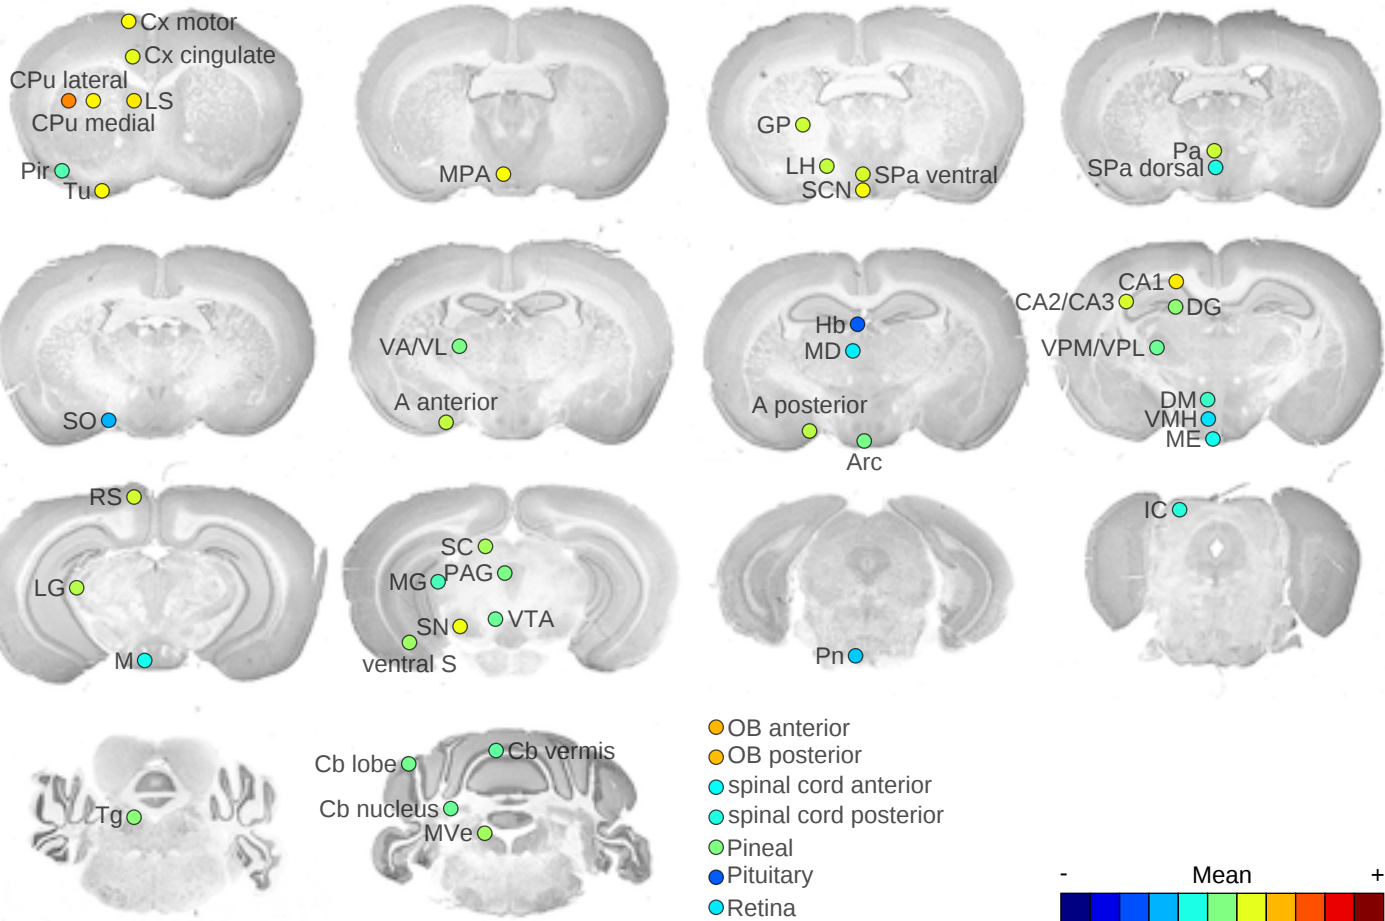 Cx motor
Cx cingulate
CPu lateral
LS
CPu medial
Pir
Tu
MPA
GP
LH
SPa ventral
SCN
Pa
SPa dorsal
SO
VA/VL
A anterior
Hb
MD
A posterior
Arc
CA1
CA2/CA3
DG
VPM/VPL
DM
VMH
ME
RS
LG
M
SC
PAG
MG
VTA
SN
ventral S
Pn
IC
Tg
Cb vermis
Cb lobe
Cb nucleus
MVe
OB anterior
OB posterior
spinal cord anterior
spinal cord posterior
Pineal
Pituitary
Retina
- Mean +